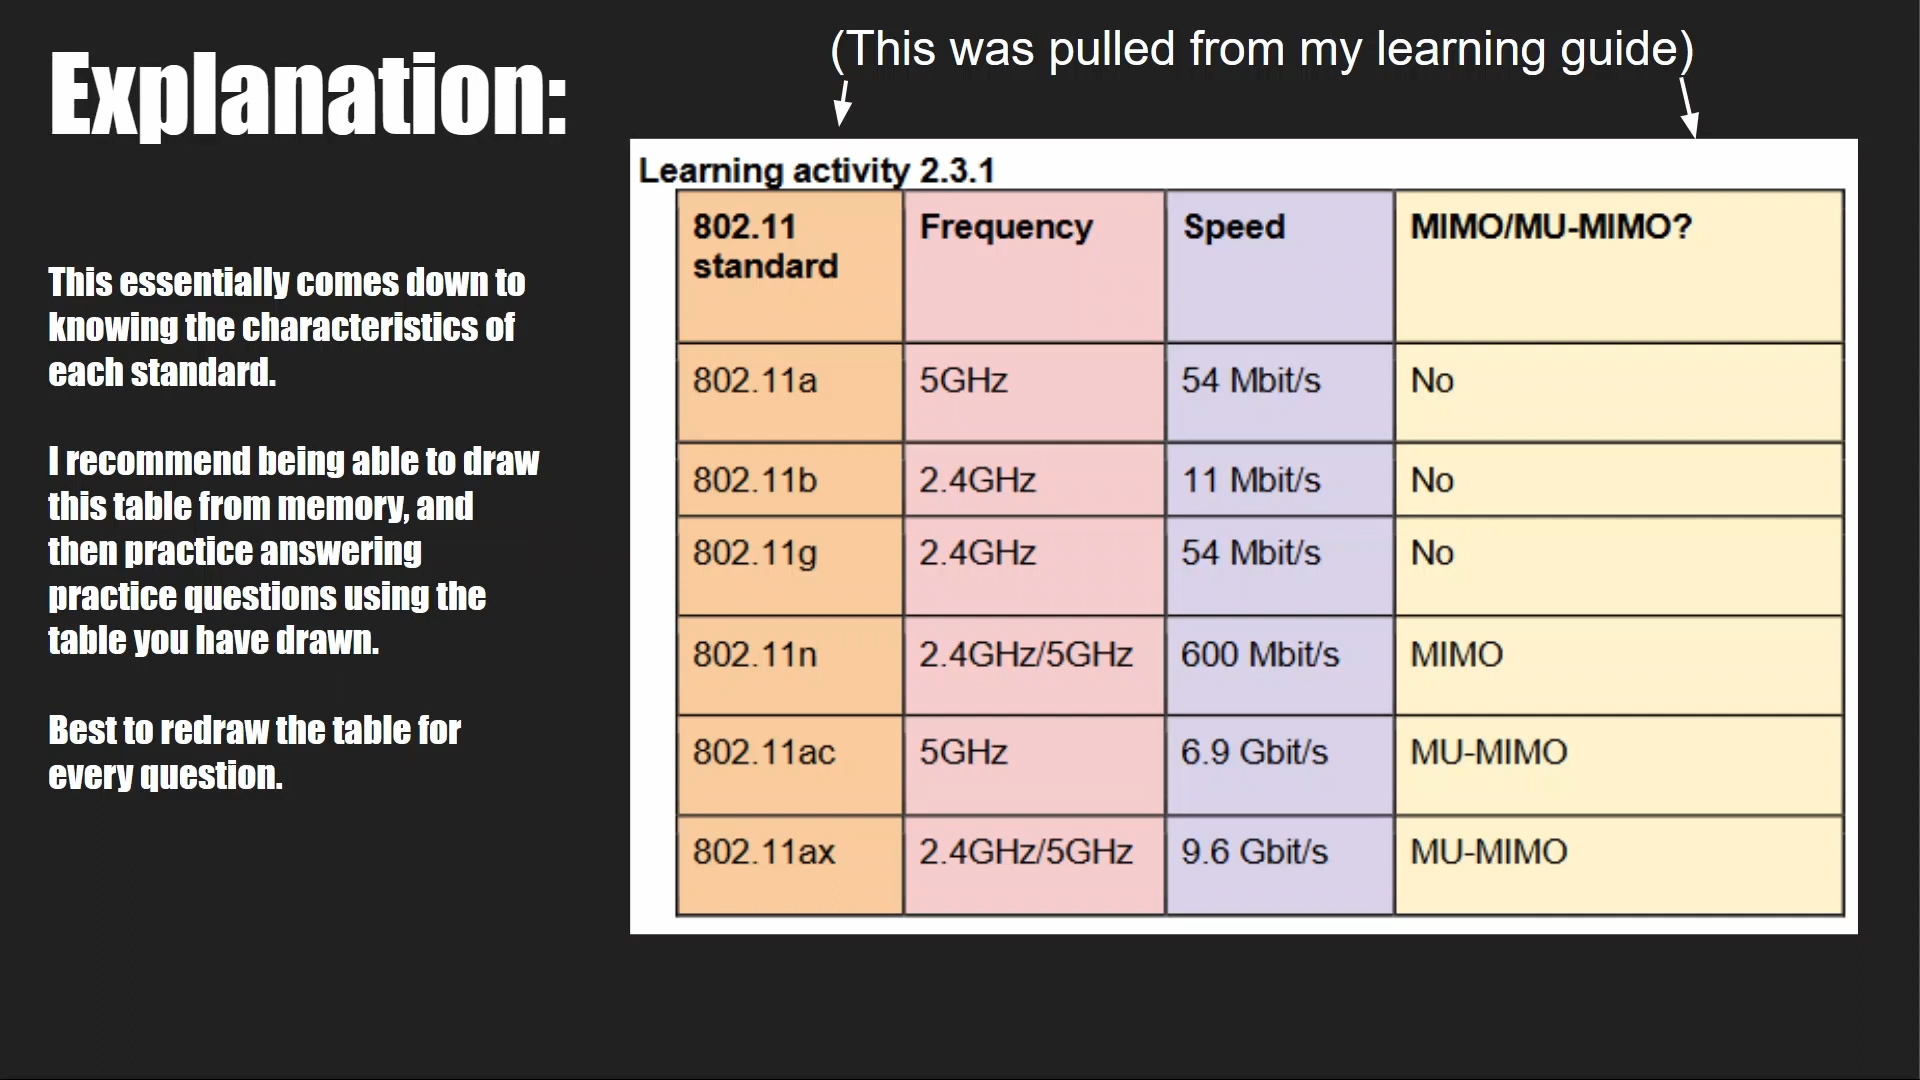 Explanation:
(This was pulled from my learning guide)
This essentially comes down to
knowing the characteristics of
each standard.
I recommend being able to draw
this table from memory, and
then practice answering
practice questions using the
table you have drawn.
Best to redraw the table for
every question.
Learning activity 2.3.1
802.11 standard Frequency Speed MIMO/MU-MIMO?
802.11a 5GHz 54 Mbit/s No
802.11b 2.4GHz 11 Mbit/s No
802.11g 2.4GHz 54 Mbit/s No
802.11n 2.4GHz/5GHz 600 Mbit/s MIMO
802.11ac 5GHz 6.9 Gbit/s MU-MIMO
802.11ax 2.4GHz/5GHz 9.6 Gbit/s MU-MIMO